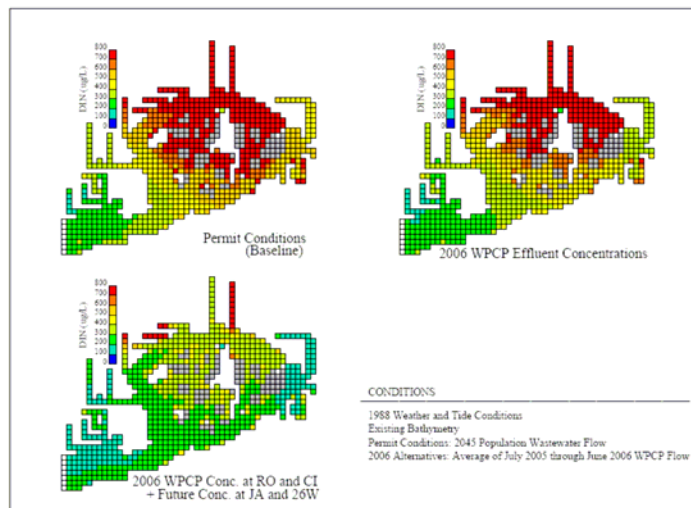 800
700
600
500
400
300
200
100
0
DIN (ug/L)
Permit Conditions
(Baseline)
800
700
600
500
400
300
200
100
0
DIN (ug/L)
2006 WPCP Effluent Concentrations
800
700
600
500
400
300
200
100
0
DIN (ug/L)
2006 WPCP Conc. at RO and CI
+ Future Conc. at JA and 26W
CONDITIONS
1988 Weather and Tide Conditions
Existing Bathymetry
Permit Conditions: 2045 Population Wastewater Flow
2006 Alternatives: Average of July 2005 through June 2006 WPCP Flow